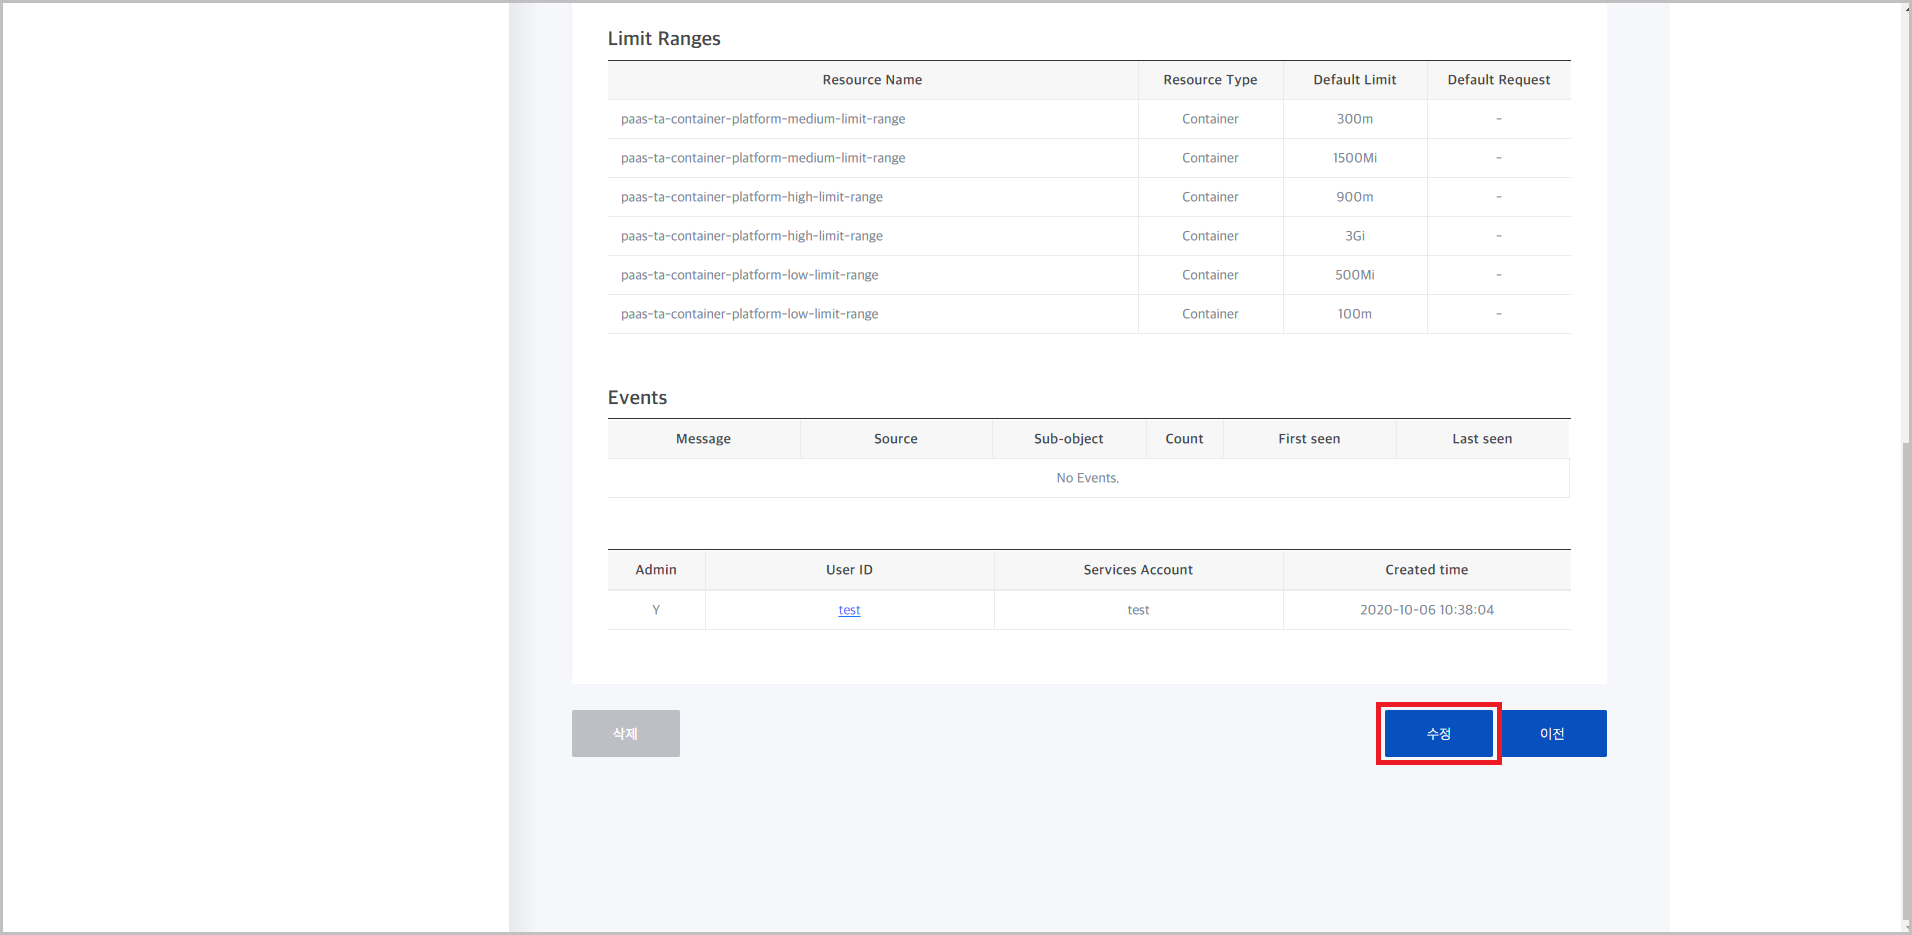 Limit Ranges
Resource Name Resource Type Default Limit Default Request
paas-ta-container-platform-medium-limit-range Container 300m -
paas-ta-container-platform-medium-limit-range Container 1500Mi -
paas-ta-container-platform-high-limit-range Container 900m -
paas-ta-container-platform-high-limit-range Container 3Gi -
paas-ta-container-platform-low-limit-range Container 500Mi -
paas-ta-container-platform-low-limit-range Container 100m -
Events
Message Source Sub-object Count First seen Last seen
No Events.
Admin User ID Services Account Created time
Y test test 2020-10-06 10:38:04
삭제 수정 이전